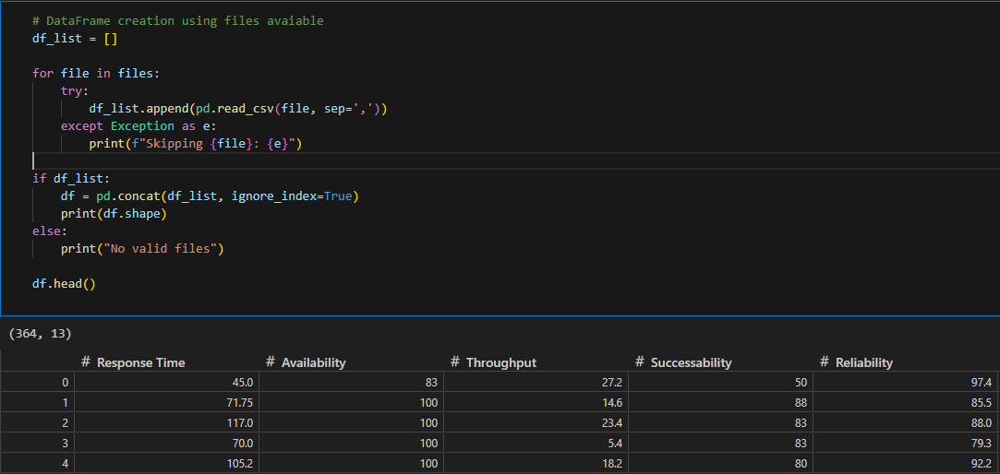 # DataFrame creation using files avaiable
df_list = []
for file in files:
try:
df_list.append(pd.read_csv(file, sep=','))
except Exception as e:
print(f"Skipping {file}: {e}")
if df_list:
df = pd.concat(df_list, ignore_index=True)
print(df.shape)
else:
print("No valid files")
df.head()
(364, 13)
# Response Time # Availability # Throughput # Successability # Reliability
0 45.0 83 27.2 50 97.4
1 71.75 100 14.6 88 85.5
2 117.0 100 23.4 83 88.0
3 70.0 100 5.4 83 79.3
4 105.2 100 18.2 80 92.2